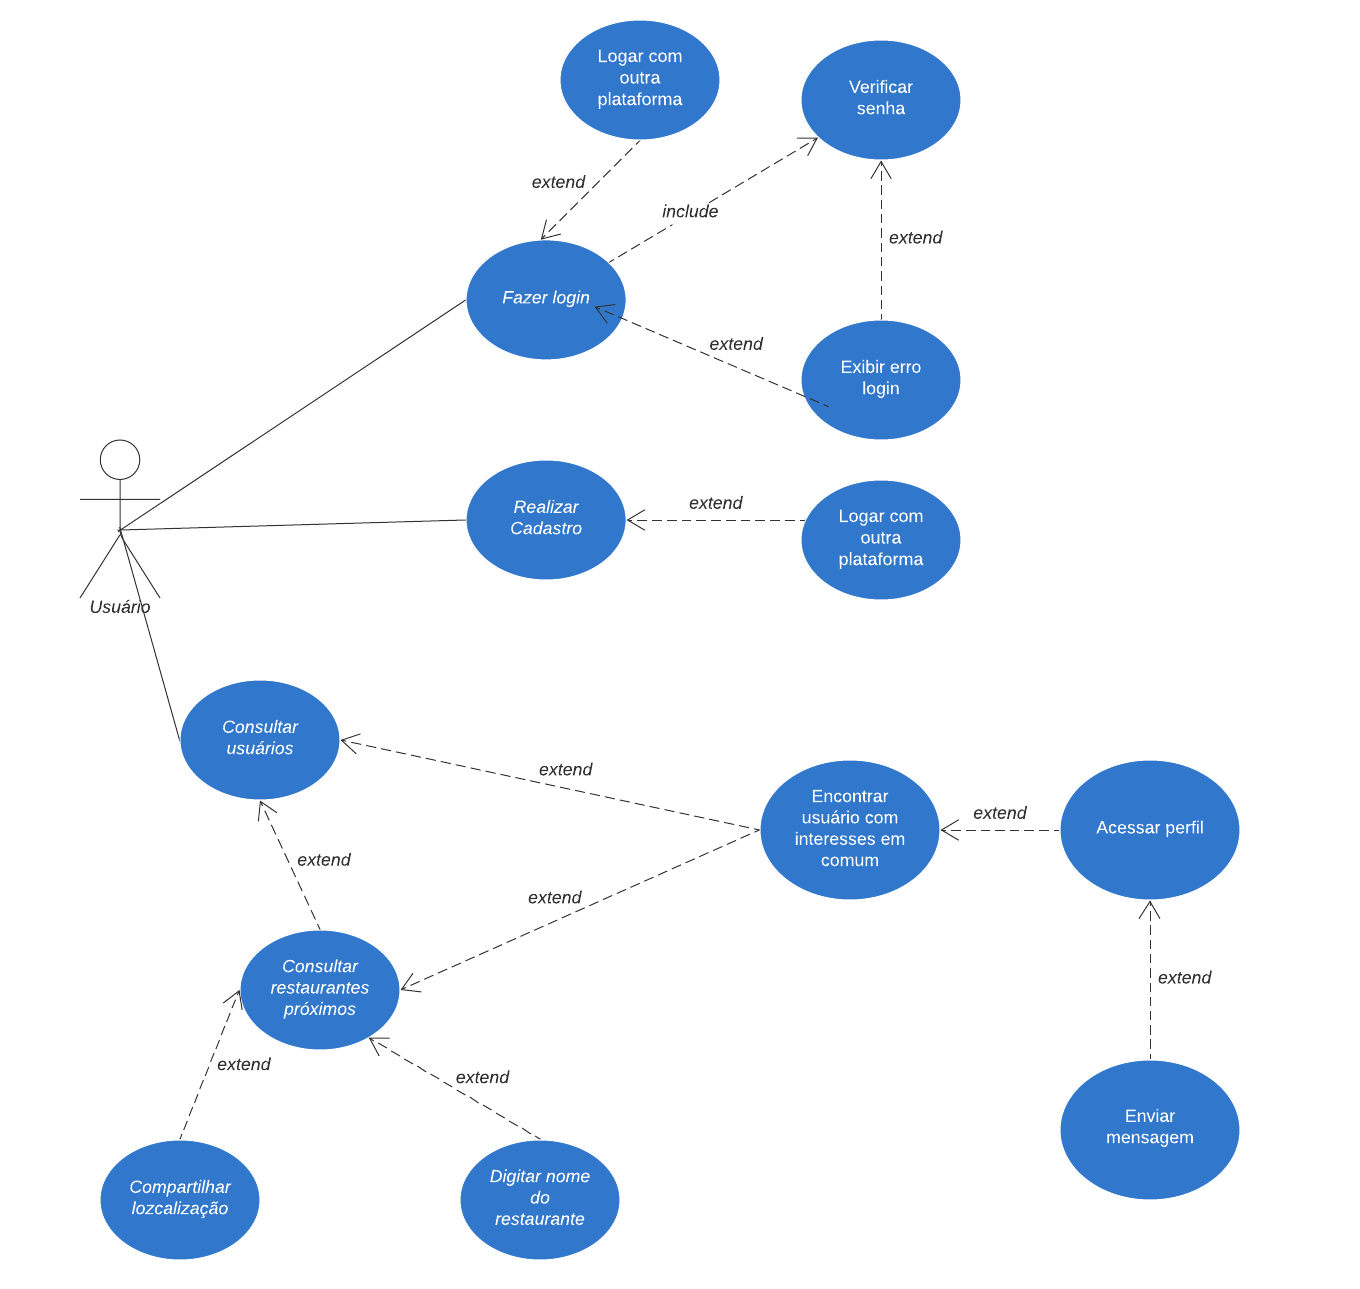 Logar com
outra
plataforma
Verificar
senha
extend
include
extend
Fazer login
extend
Exibir erro
login
Realizar
Cadastro
extend
Logar com
outra
plataforma
Usuário
Consultar
usuários
extend
Encontrar
usuário com
interesses em
comum
extend
Acessar perfil
extend
extend
Consultar
restaurantes
próximos
extend
extend
extend
Enviar
mensagem
Compartilhar
lozcalização
Digitar nome
do
restaurante